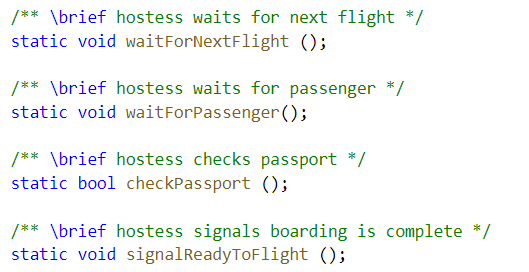 /** \brief hostess waits for next flight */
static void waitForNextFlight ();
/** \brief hostess waits for passenger */
static void waitForPassenger();
/** \brief hostess checks passport */
static bool checkPassport ();
/** \brief hostess signals boarding is complete */
static void signalReadyToFlight ();